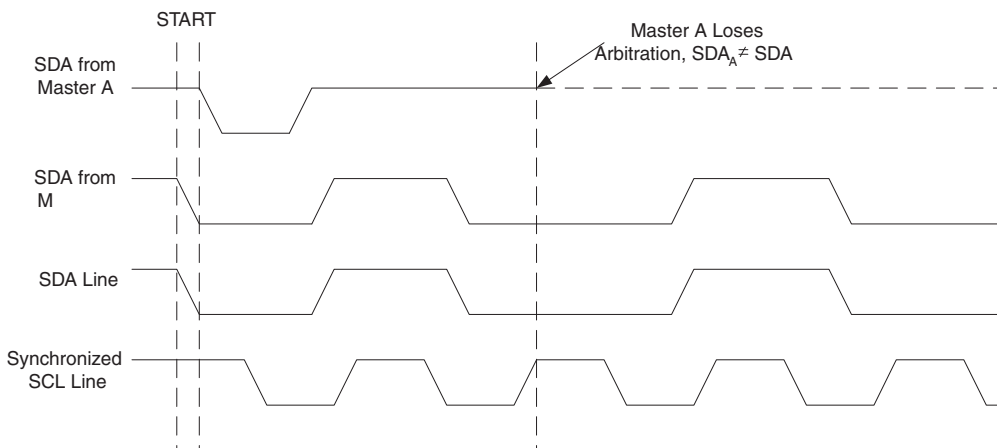 START
SDA from
Master A
Master A Loses
Arbitration, SDA_A ≠ SDA
SDA from
M
SDA Line
Synchronized
SCL Line